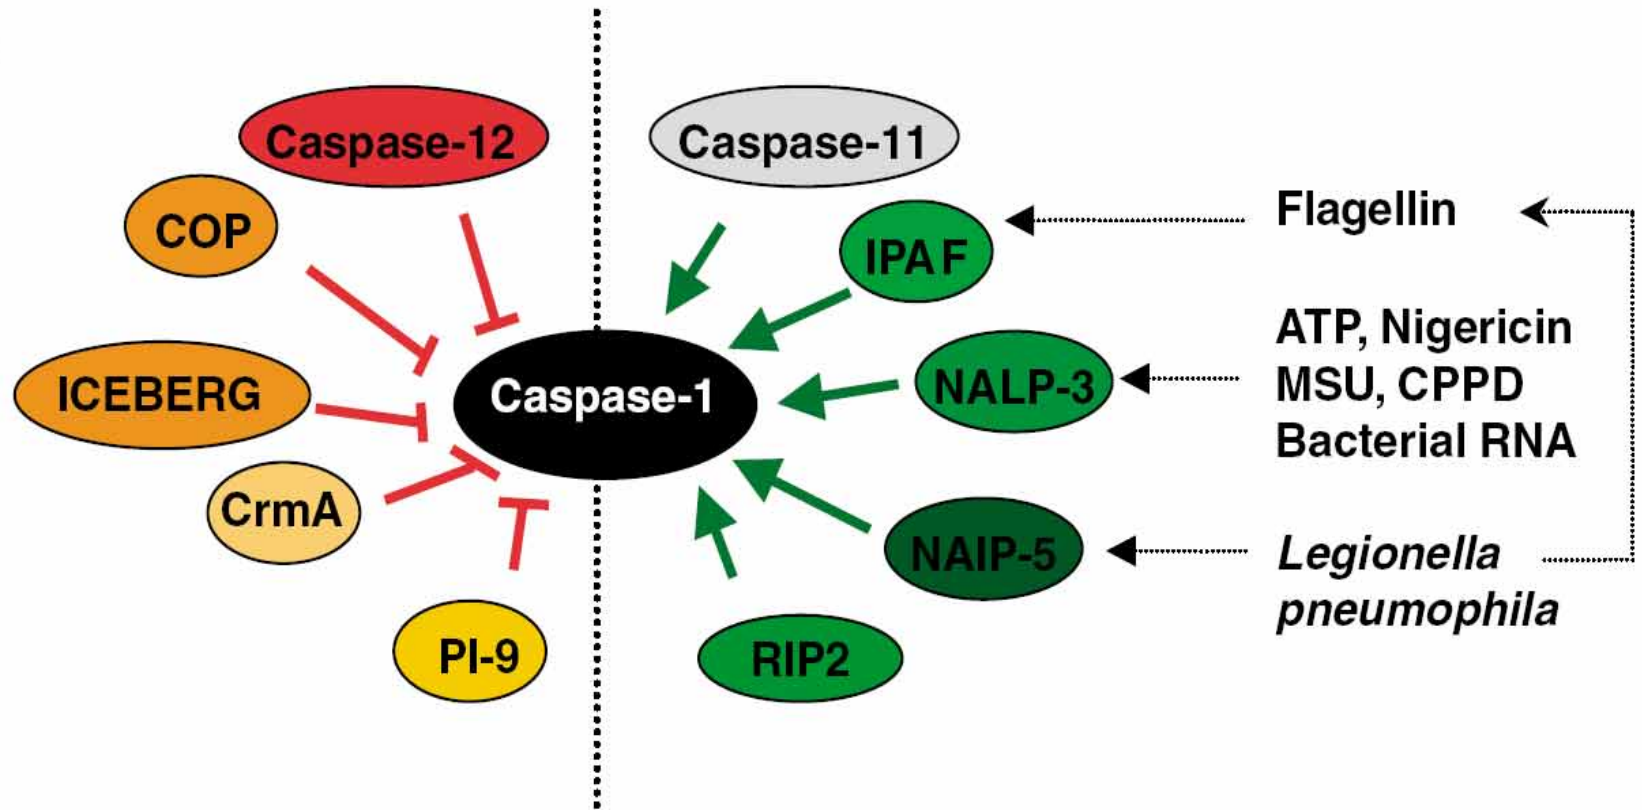 Caspase-12
Caspase-11
COP
IPAF
Flagellin
ATP, Nigericin
MSU, CPPD
Bacterial RNA
ICEBERG
Caspase-1
NALP-3
CrmA
NAIP-5
Legionella
pneumophila
PI-9
RIP2